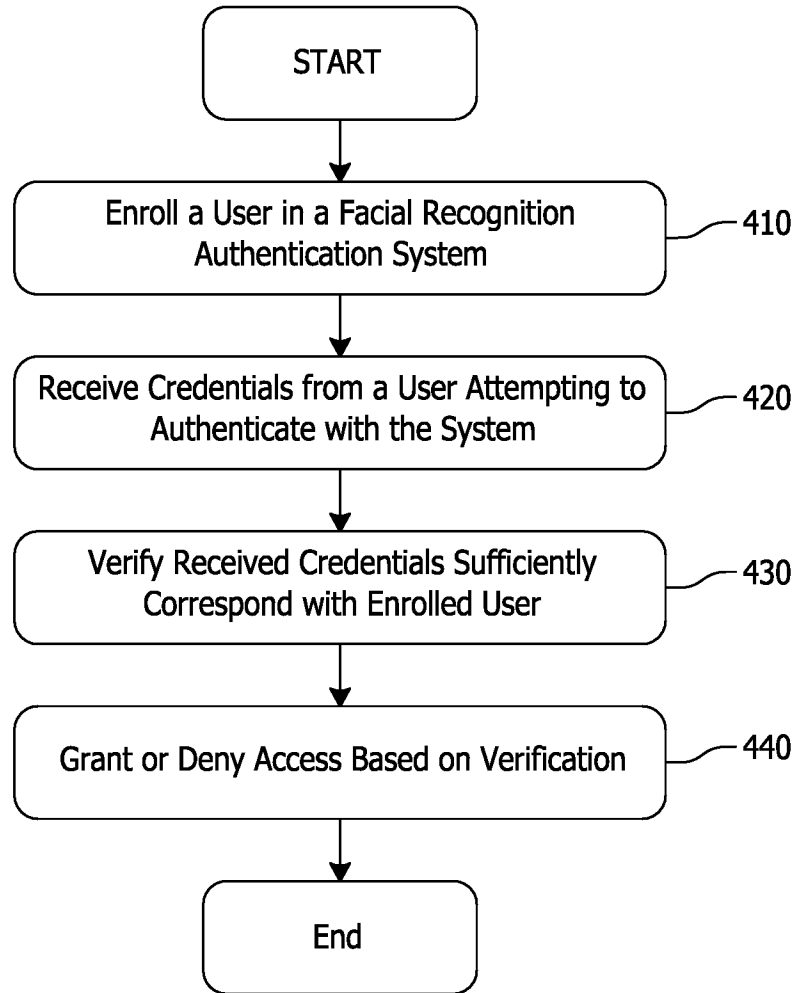 START
Enroll a User in a Facial Recognition
Authentication System
410
Receive Credentials from a User Attempting to
Authenticate with the System
420
Verify Received Credentials Sufficiently
Correspond with Enrolled User
430
Grant or Deny Access Based on Verification
440
End